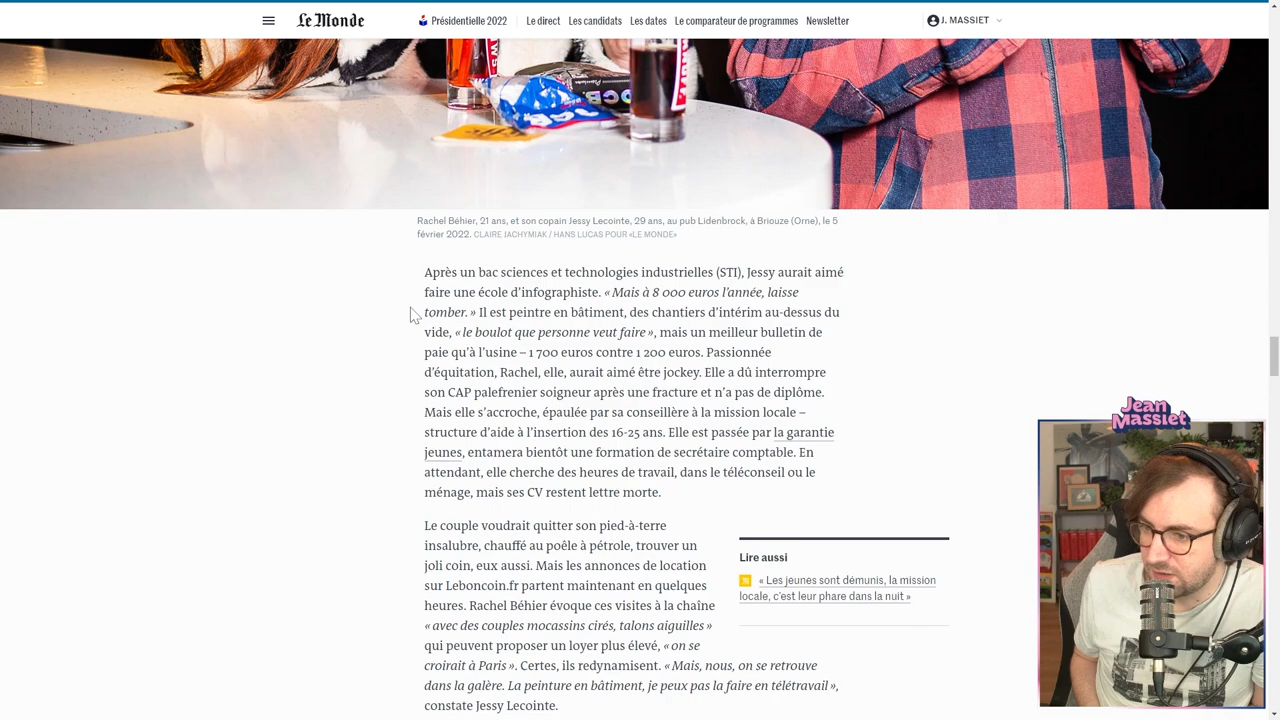 Le Monde
Présidentielle 2022
Le direct
Les candidats
Les dates
Le comparateur de programmes
Newsletter
J. MASSIET
OCB
Rachel Béhier, 21 ans, et son copain Jessy Lecointe, 29 ans, au pub Lidenbrock, à Briouze (Orne), le 5
février 2022. CLAIRE JACHYMIAK / HANS LUCAS POUR «LE MONDE»
Après un bac sciences et technologies industrielles (STI), Jessy aurait aimé
faire une école d’infographiste. « Mais à 8 000 euros l’année, laisse
tomber. » Il est peintre en bâtiment, des chantiers d’intérim au-dessus du
vide, « le boulot que personne veut faire », mais un meilleur bulletin de
paie qu’à l’usine – 1 700 euros contre 1 200 euros. Passionnée
d’équitation, Rachel, elle, aurait aimé être jockey. Elle a dû interrompre
son CAP palefrenier soigneur après une fracture et n’a pas de diplôme.
Mais elle s’accroche, épaulée par sa conseillère à la mission locale –
structure d’aide à l’insertion des 16-25 ans. Elle est passée par la garantie
jeunes, entamera bientôt une formation de secrétaire comptable. En
attendant, elle cherche des heures de travail, dans le téléconseil ou le
ménage, mais ses CV restent lettre morte.
Le couple voudrait quitter son pied-à-terre
insalubre, chauffé au poêle à pétrole, trouver un
joli coin, eux aussi. Mais les annonces de location
sur Leboncoin.fr partent maintenant en quelques
heures. Rachel Béhier évoque ces visites à la chaîne
« avec des couples mocassins cirés, talons aiguilles »
qui peuvent proposer un loyer plus élevé, « on se
croirait à Paris ». Certes, ils redynamisent. « Mais, nous, on se retrouve
dans la galère. La peinture en bâtiment, je peux pas la faire en télétravail »,
constate Jessy Lecointe.
Lire aussi
« Les jeunes sont démunis, la mission
locale, c’est leur phare dans la nuit »
Jean
Massiet